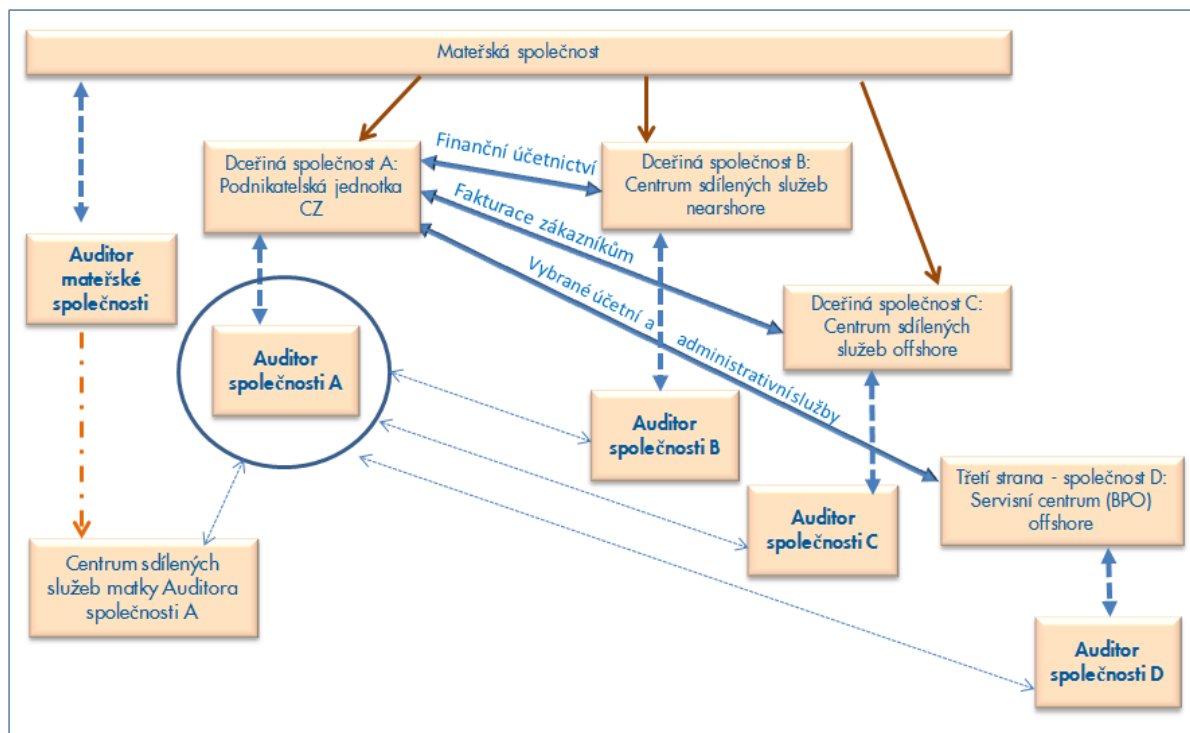 Mateřská společnost
Dceřiná společnost A:
Podnikatelská jednotka
CZ
Finanční účetnictví
Dceřiná společnost B:
Centrum sdílených služeb
nearshore
Fakturace zákazníkům
Vybrané účetní a administrativní služby
Auditor
mateřské
společnosti
Dceřiná společnost C:
Centrum sdílených
služeb offshore
Auditor
společnosti A
Auditor
společnosti B
Třetí strana - společnost D:
Servisní centrum (BPO)
offshore
Auditor
společnosti C
Centrum sdílených
služeb matky Auditora
společnosti A
Auditor
společnosti D